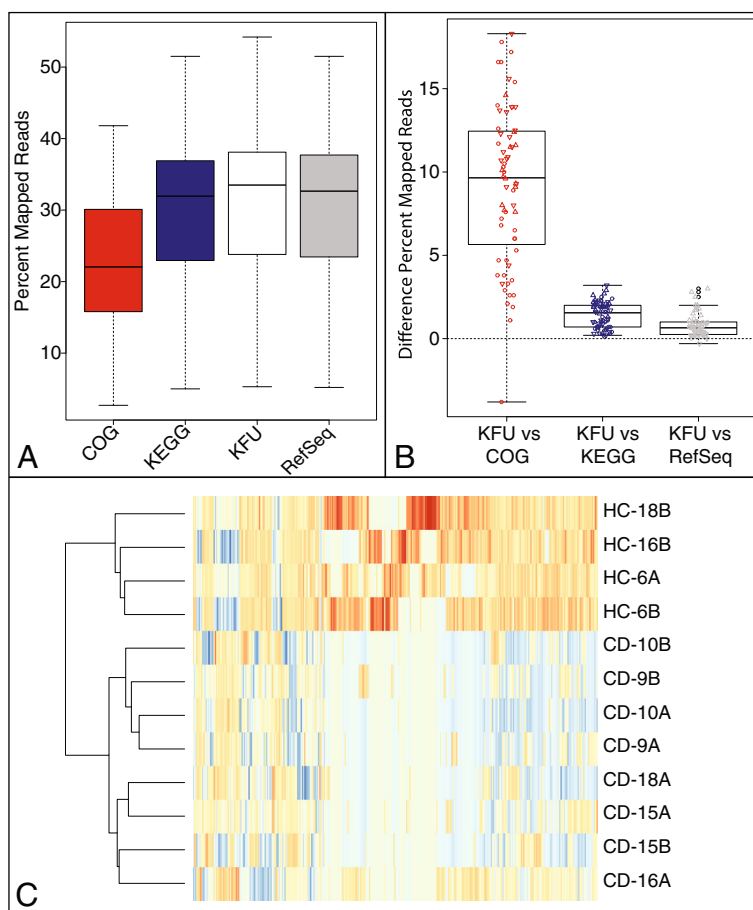 Percent Mapped Reads
50
40
30
20
10
COG
KEGG
KFU
RefSeq
A
Difference Percent Mapped Reads
15
10
5
0
KFU vs COG
KFU vs KEGG
KFU vs RefSeq
B
HC-18B
HC-16B
HC-6A
HC-6B
CD-10B
CD-9B
CD-10A
CD-9A
CD-18A
CD-15A
CD-15B
CD-16A
C